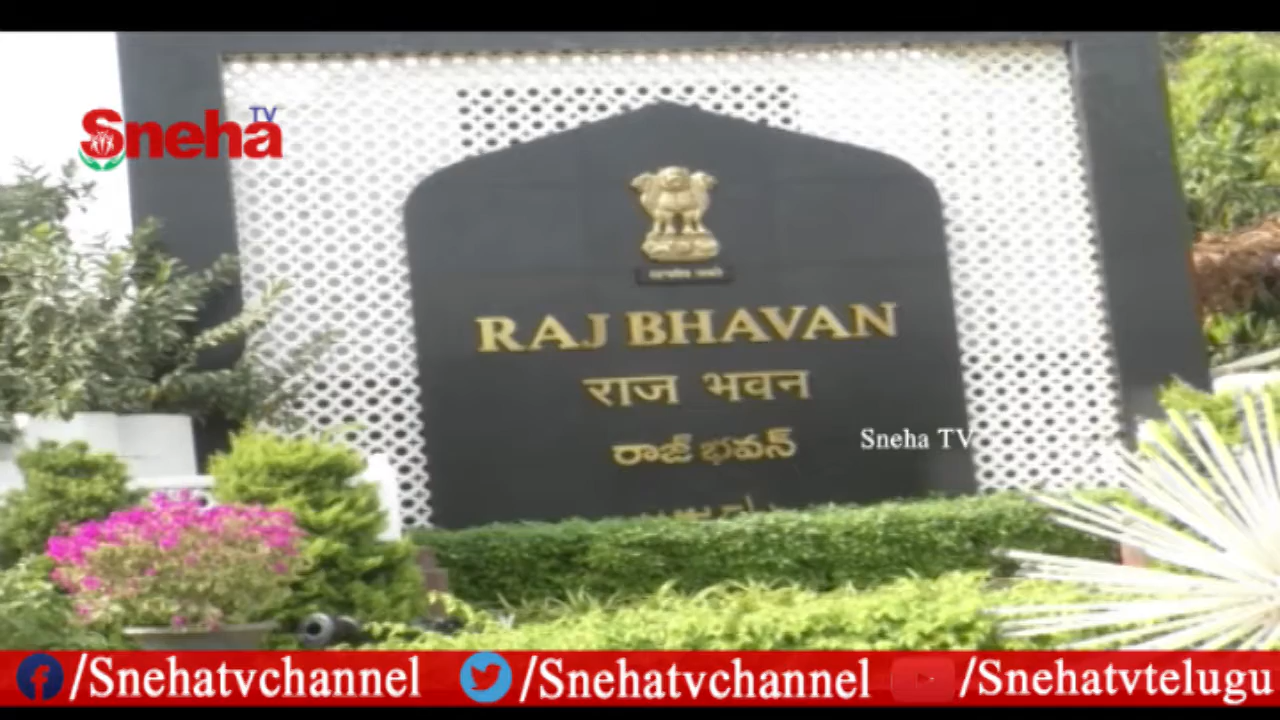 Sneha TV
RAJ BHAVAN
राज भवन
రాజ్ భవన్
Sneha TV
/Snehatvchannel /Snehatvchannel /Snehatvtelugu